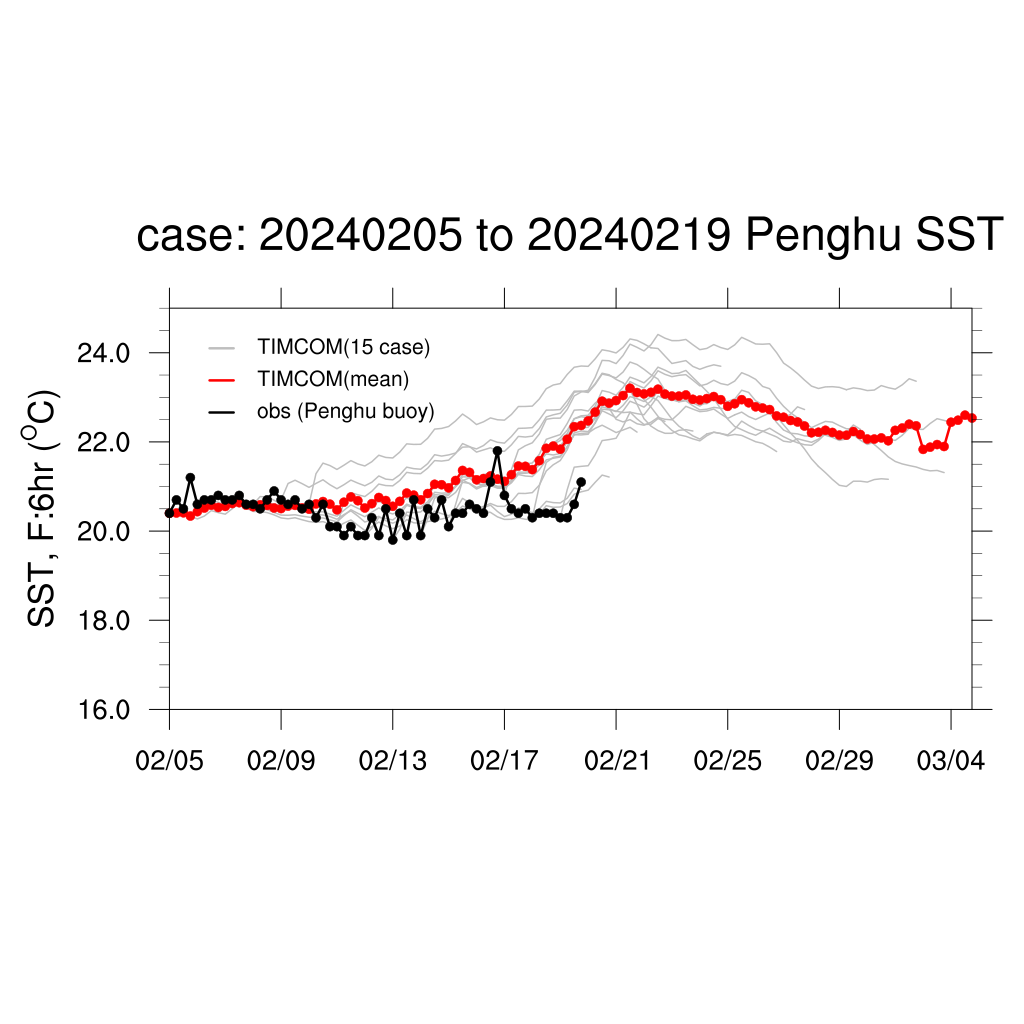 case: 20240205 to 20240219 Penghu SST
TIMCOM(15 case)
TIMCOM(mean)
obs (Penghu buoy)
SST, F:6hr (OC)
24.0
22.0
20.0
18.0
16.0
02/05 02/09 02/13 02/17 02/21 02/25 02/29 03/04